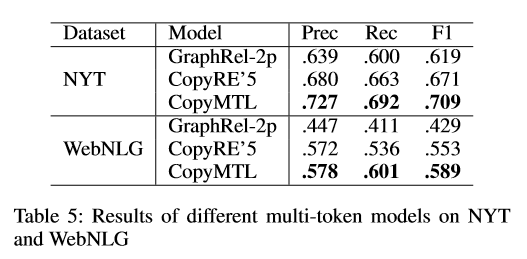 Dataset Model Prec Rec F1
GraphRel-2p .639 .600 .619
NYT CopyRE'5 .680 .663 .671
CopyMTL .727 .692 .709
GraphRel-2p .447 .411 .429
WebNLG CopyRE'5 .572 .536 .553
CopyMTL .578 .601 .589
Table 5: Results of different multi-token models on NYT
and WebNLG